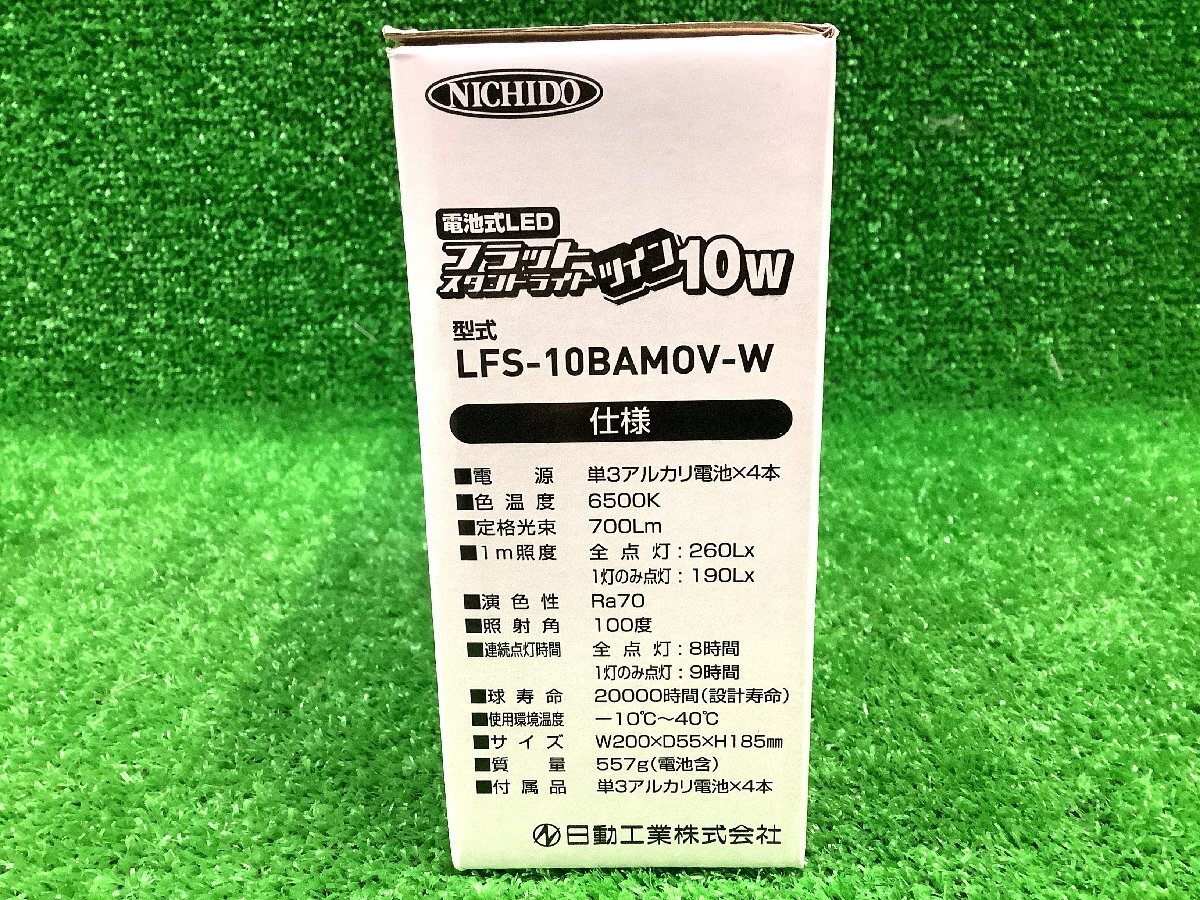 NICHIDO
電池式LED
フラット
スタンドライト ツイン 10W
型式
LFS-10BAMOV-W
仕様
■電 源 単3アルカリ電池×4本
■色温度 6500K
■定格光束 700Lm
■1m照度 全点灯:260Lx
1灯のみ点灯:190Lx
■演色性 Ra70
■照射角 100度
■連続点灯時間 全点灯:8時間
1灯のみ点灯:9時間
■球寿命 20000時間(設計寿命)
■使用環境温度 −10℃〜40℃
■サイズ W200×D55×H185㎜
■質 量 557g(電池含)
■付属品 単3アルカリ電池×4本
日動工業株式会社